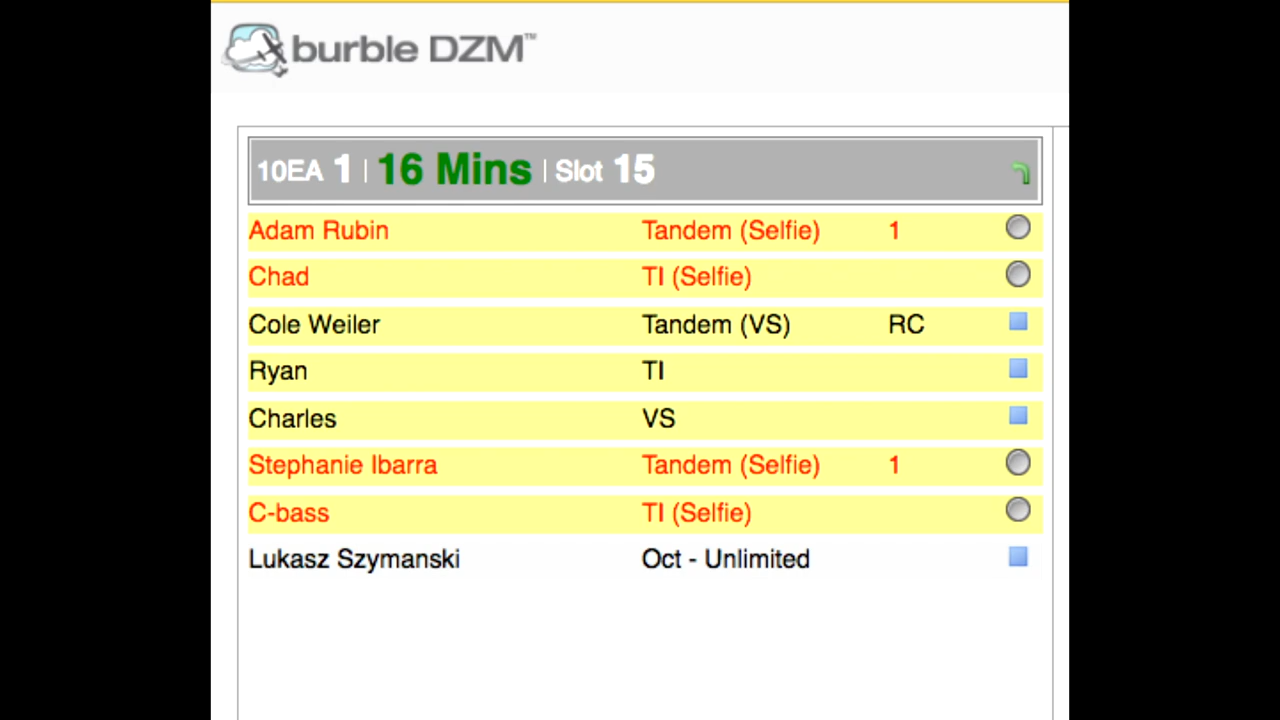 burble DZM™
10EA 1 | 16 Mins | Slot 15
Adam Rubin Tandem (Selfie) 1
Chad TI (Selfie)
Cole Weiler Tandem (VS) RC
Ryan TI
Charles VS
Stephanie Ibarra Tandem (Selfie) 1
C-bass TI (Selfie)
Lukasz Szymanski Oct - Unlimited